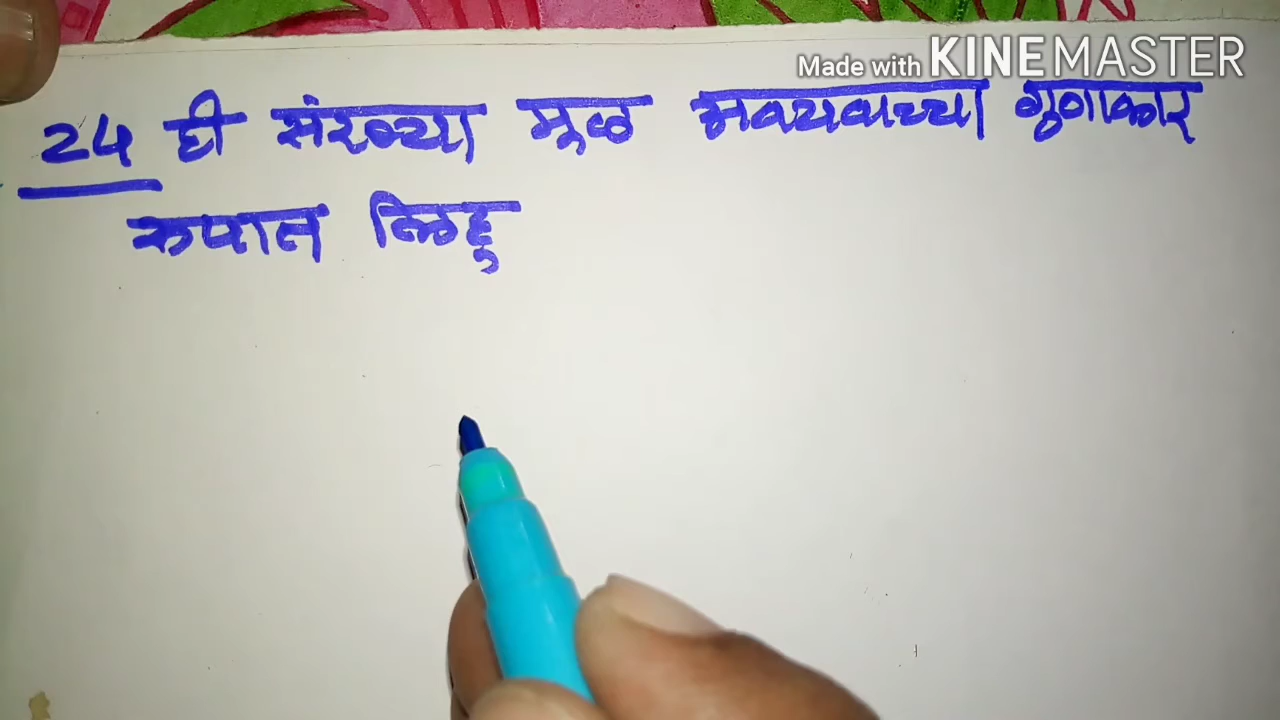 Made with KINEMASTER
24 ही संख्या मूळ अवयवाच्या गुणाकार
रुपात लिहू